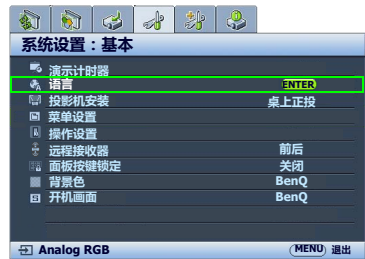 系统设置：基本
演示计时器
语言 ENTER
投影机安装 桌上正投
菜单设置
操作设置
远程接收器 前后
面板按键锁定 关闭
背景色 BenQ
开机画面 BenQ
Analog RGB MENU 退出